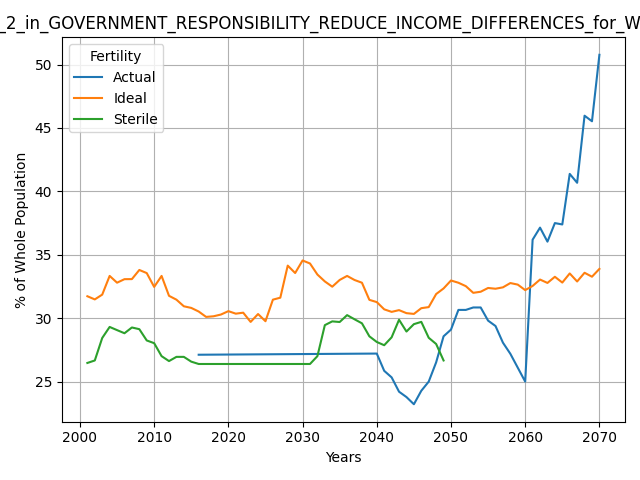 _2_in_GOVERNMENT_RESPONSIBILITY_REDUCE_INCOME_DIFFERENCES_for_W
Fertility
Actual
Ideal
Sterile
% of Whole Population
50
45
40
35
30
25
2000 2010 2020 2030 2040 2050 2060 2070
Years